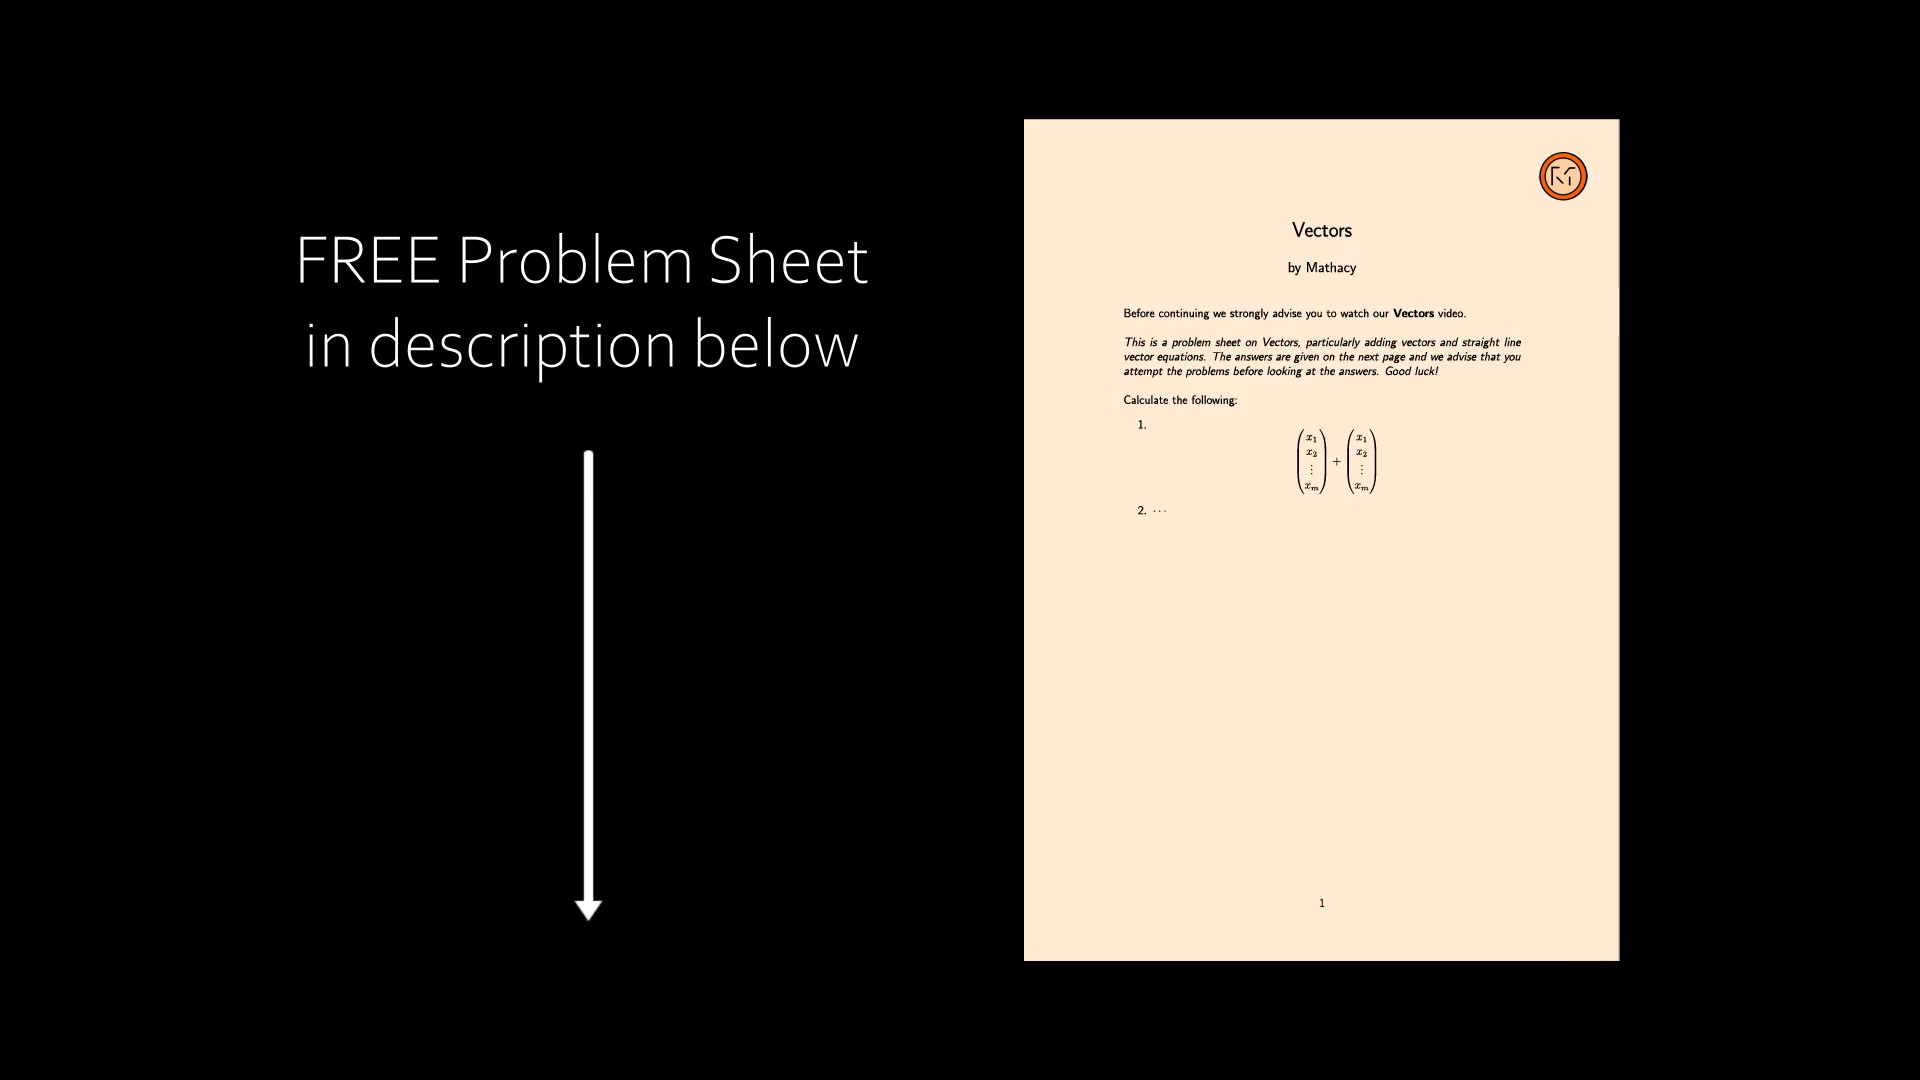 FREE Problem Sheet
in description below
Vectors
by Mathacy
Before continuing we strongly advise you to watch our Vectors video.
This is a problem sheet on Vectors, particularly adding vectors and straight line
vector equations. The answers are given on the next page and we advise that you
attempt the problems before looking at the answers. Good luck!
Calculate the following:
1.
x₁ x₁
x₂ x₂
⋮ + ⋮
xₘ xₘ
2. ···
1